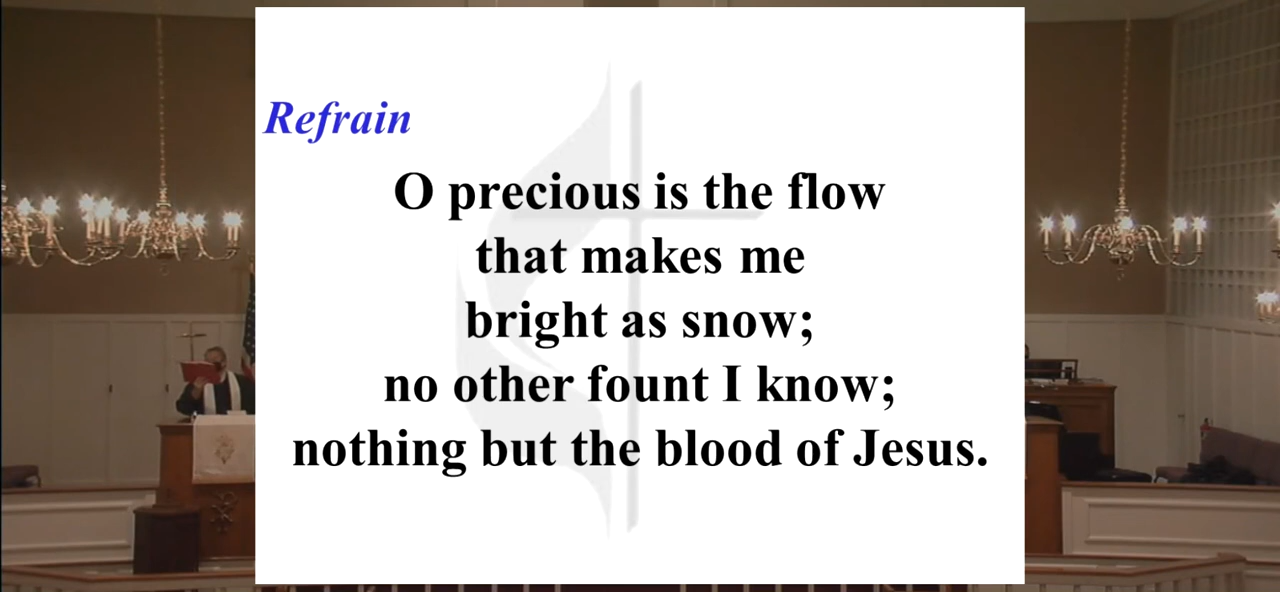 Refrain
O precious is the flow
that makes me
bright as snow;
no other fount I know;
nothing but the blood of Jesus.